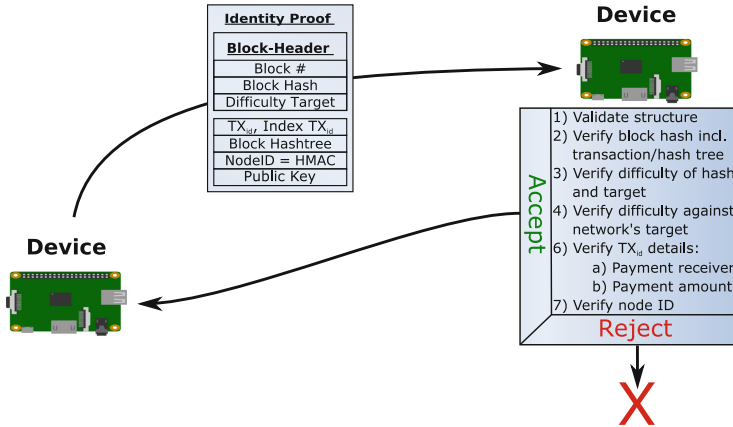 Identity Proof
Block-Header
Block #
Block Hash
Difficulty Target
TXid, Index TXid
Block Hashtree
NodeID = HMAC
Public Key
Device
1) Validate structure
2) Verify block hash incl.
transaction/hash tree
3) Verify difficulty of hash
and target
4) Verify difficulty against
network's target
6) Verify TXid details:
a) Payment receiver
b) Payment amount
7) Verify node ID
Accept
Reject
X
Device